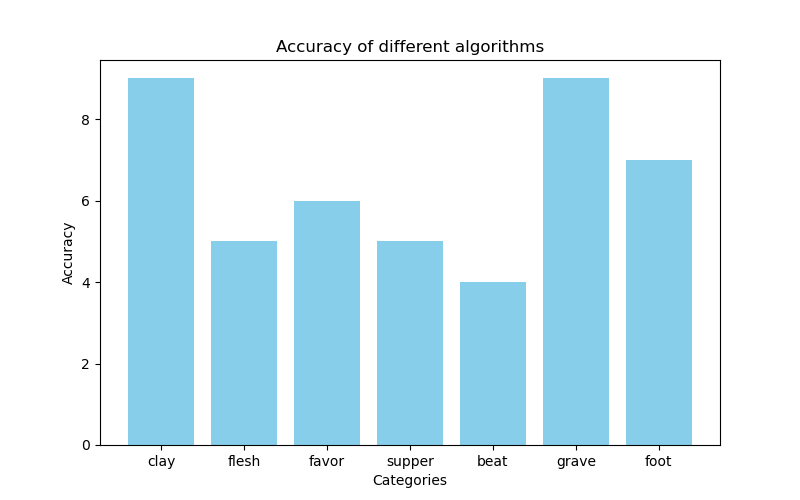 Accuracy of different algorithms
Accuracy
8
6
4
2
0
clay flesh favor supper beat grave foot
Categories